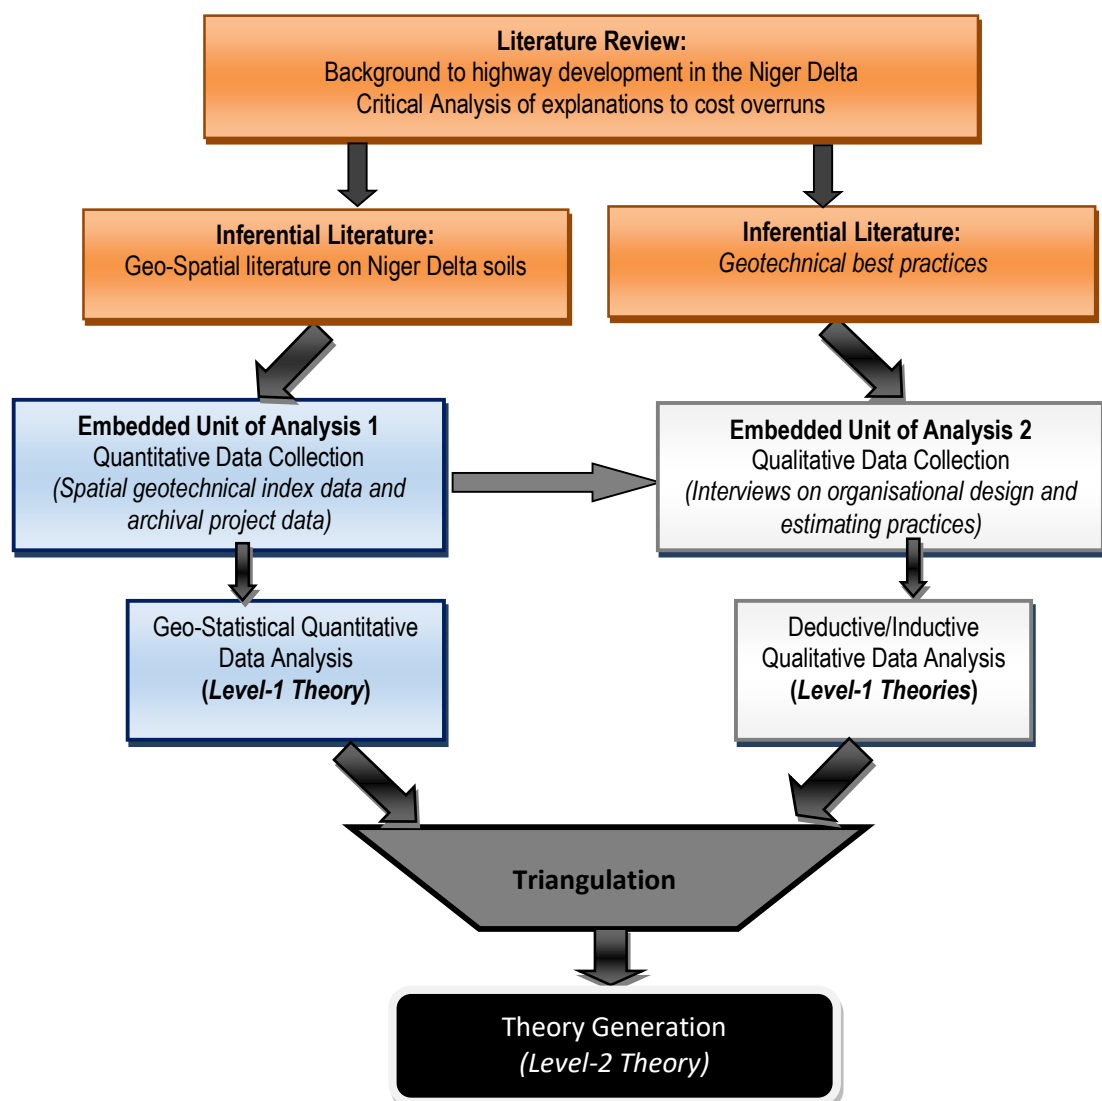 Literature Review:
Background to highway development in the Niger Delta
Critical Analysis of explanations to cost overruns
Inferential Literature:
Geo-Spatial literature on Niger Delta soils
Inferential Literature:
Geotechnical best practices
Embedded Unit of Analysis 1
Quantitative Data Collection
(Spatial geotechnical index data and
archival project data)
Embedded Unit of Analysis 2
Qualitative Data Collection
(Interviews on organisational design and
estimating practices)
Geo-Statistical Quantitative
Data Analysis
(Level-1 Theory)
Deductive/Inductive
Qualitative Data Analysis
(Level-1 Theories)
Triangulation
Theory Generation
(Level-2 Theory)